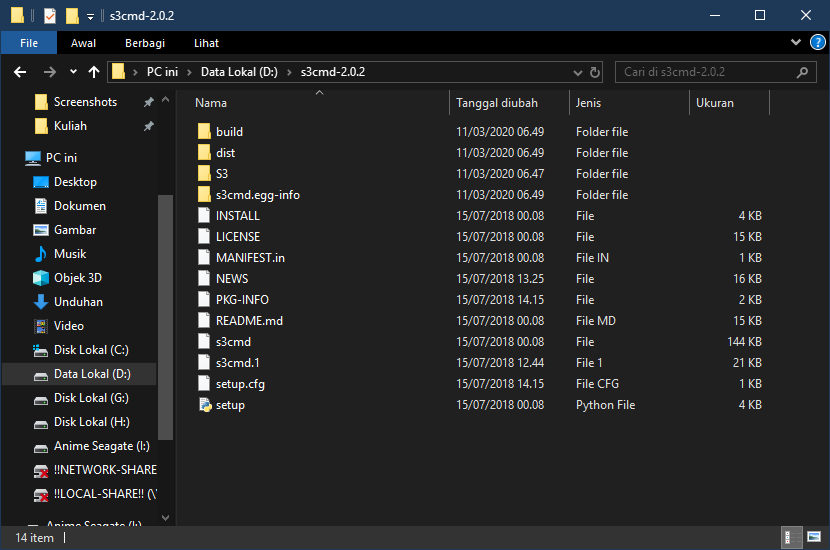 s3cmd-2.0.2
File Awal Berbagi Lihat
PC ini Data Lokal (D:) s3cmd-2.0.2
Cari di s3cmd-2.0.2
Screenshots
Kuliah
PC ini
Desktop
Dokumen
Gambar
Musik
Objek 3D
Unduhan
Video
Disk Lokal (C:)
Data Lokal (D:)
Disk Lokal (G:)
Disk Lokal (H:)
Anime Seagate (I:)
!!NETWORK-SHARE
!!LOCAL-SHARE!! (\\
Anime Seagate (I:)
Nama Tanggal diubah Jenis Ukuran
build 11/03/2020 06.49 Folder file
dist 11/03/2020 06.49 Folder file
S3 11/03/2020 06.47 Folder file
s3cmd.egg-info 11/03/2020 06.49 Folder file
INSTALL 15/07/2018 00.08 File 4 KB
LICENSE 15/07/2018 00.08 File 15 KB
MANIFEST.in 15/07/2018 00.08 File IN 1 KB
NEWS 15/07/2018 13.25 File 16 KB
PKG-INFO 15/07/2018 14.15 File 2 KB
README.md 15/07/2018 00.08 File MD 15 KB
s3cmd 15/07/2018 00.08 File 144 KB
s3cmd.1 15/07/2018 12.44 File 1 21 KB
setup.cfg 15/07/2018 14.15 File CFG 1 KB
setup 15/07/2018 00.08 Python File 4 KB
14 item